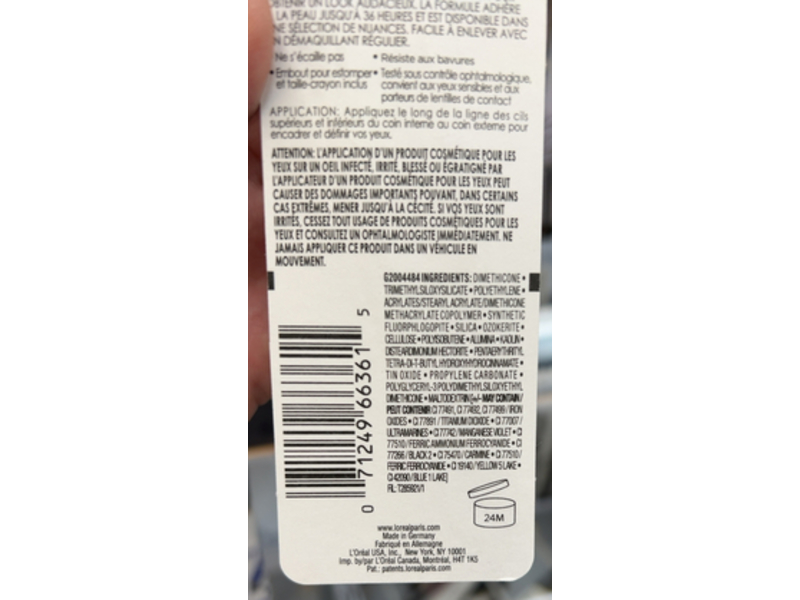 OBTENIR UN LOOK AUDACIEUX. LA FORMULE ADHÈRE
LA PEAU JUSQU'À 36 HEURES ET EST DISPONIBLE DANS
NE SÉLECTION DE NUANCES. FACILE À ENLEVER AVEC
N DÉMAQUILLANT RÉGULIER.
Ne s'écaille pas • Résiste aux bavures
• Embout pour estomper et taille-crayon inclus
• Testé sous contrôle ophtalmologique, convient aux yeux sensibles et aux porteurs de lentilles de contact
APPLICATION: Appliquez le long de la ligne des cils
supérieurs et inférieurs du coin interne au coin externe pour
encadrer et définir vos yeux.
ATTENTION: L'APPLICATION D'UN PRODUIT COSMÉTIQUE POUR LES
YEUX SUR UN OEIL INFECTÉ, IRRITÉ, BLESSÉ OU ÉGRATIGNÉ PAR
L'APPLICATEUR D'UN PRODUIT COSMÉTIQUE POUR LES YEUX PEUT
CAUSER DES DOMMAGES IMPORTANTS POUVANT, DANS CERTAINS
CAS EXTRÊMES, MENER JUSQU'À LA CÉCITÉ. SI VOS YEUX SONT
IRRITÉS, CESSEZ TOUT USAGE DE PRODUITS COSMÉTIQUES POUR LES
YEUX ET CONSULTEZ UN OPHTALMOLOGISTE IMMÉDIATEMENT. NE
JAMAIS APPLIQUER CE PRODUIT DANS UN VÉHICULE EN
MOUVEMENT.
G2004484 INGREDIENTS: DIMETHICONE •
TRIMETHYLSILOXYSILICATE • POLYETHYLENE •
ACRYLATES/STEARYL ACRYLATE/DIMETHICONE
METHACRYLATE COPOLYMER • SYNTHETIC
FLUORPHLOGOPITE • SILICA • OZOKERITE •
CELLULOSE • POLYISOBUTENE • ALUMINA • KAOLIN •
DISTEARDIMONIUM HECTORITE • PENTAERYTHRITYL
TETRA-DI-T-BUTYL HYDROXYHYDROCINNAMATE •
TIN OXIDE • PROPYLENE CARBONATE •
POLYGLYCERYL-3 POLYDIMETHYLSILOXYETHYL
DIMETHICONE • MALTODEXTRIN [+/- MAY CONTAIN/
PEUT CONTENIR CI 77491, CI 77492, CI 77499 / IRON
OXIDES • CI 77891 / TITANIUM DIOXIDE • CI 77007 /
ULTRAMARINES • CI 77742 / MANGANESE VIOLET • CI
77510 / FERRIC AMMONIUM FERROCYANIDE • CI
77266 / BLACK 2 • CI 75470 / CARMINE • CI 77510 /
FERRIC FERROCYANIDE • CI 19140 / YELLOW 5 LAKE •
CI 42090 / BLUE 1 LAKE]
FIL: T285921/1
0 71249 66361 5
24M
www.lorealparis.com
Made in Germany
Fabriqué en Allemagne
L'Oréal USA, Inc., New York, NY 10001
Imp. by/par L'Oréal Canada, Montréal, H4T 1K5
Pat.: patents.lorealparis.com